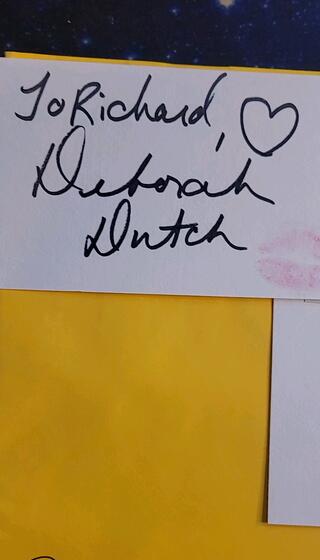 To Richard, ♡
Deborah
Dutch